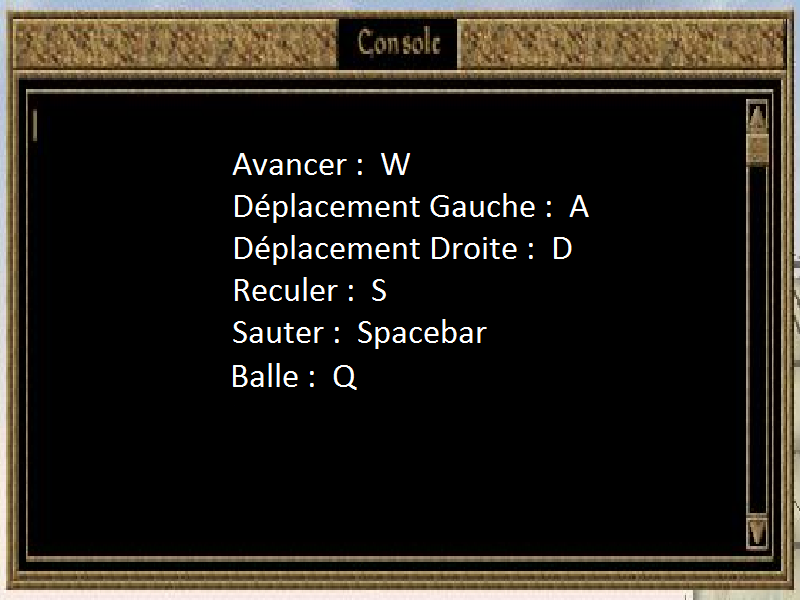 Console
Avancer :  W
Déplacement Gauche :  A
Déplacement Droite :  D
Reculer :  S
Sauter :  Spacebar
Balle :  Q